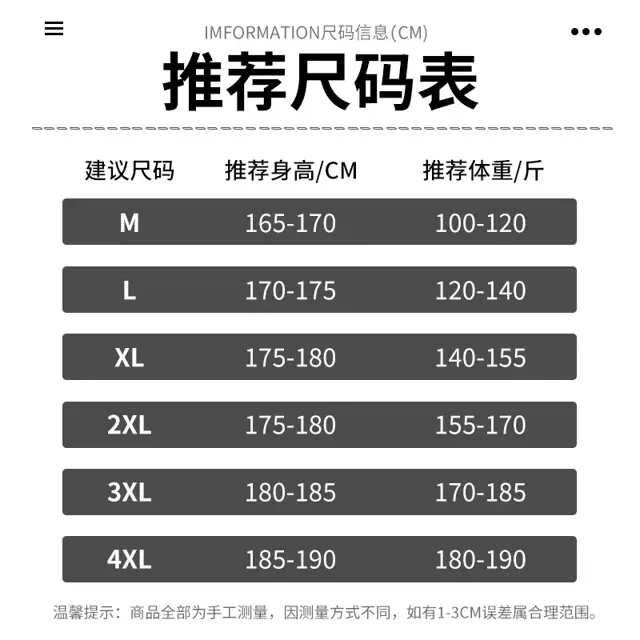 IMFORMATION尺码信息(CM)
推荐尺码表
建议尺码 推荐身高/CM 推荐体重/斤
M 165-170 100-120
L 170-175 120-140
XL 175-180 140-155
2XL 175-180 155-170
3XL 180-185 170-185
4XL 185-190 180-190
温馨提示：商品全部为手工测量，因测量方式不同，如有1-3CM误差属合理范围。